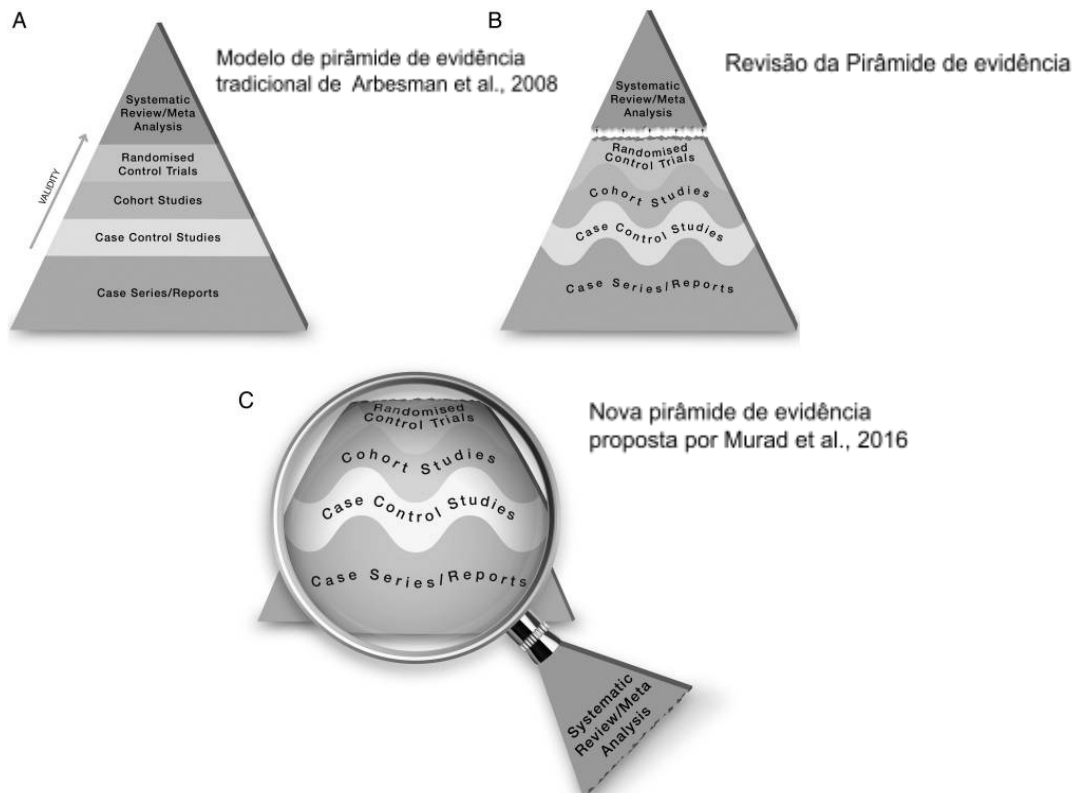 A
Modelo de pirâmide de evidência
tradicional de Arbesman et al., 2008
Systematic
Review/Meta
Analysis
Randomised
Control Trials
Cohort Studies
Case Control Studies
Case Series/Reports
VALIDITY
B
Revisão da Pirâmide de evidência
Systematic
Review/Meta
Analysis
Randomised
Control Trials
Cohort Studies
Case Control Studies
Case Series/Reports
C
Nova pirâmide de evidência
proposta por Murad et al., 2016
Randomised
Control Trials
Cohort Studies
Case Control Studies
Case Series/Reports
Systematic
Review/Meta
Analysis